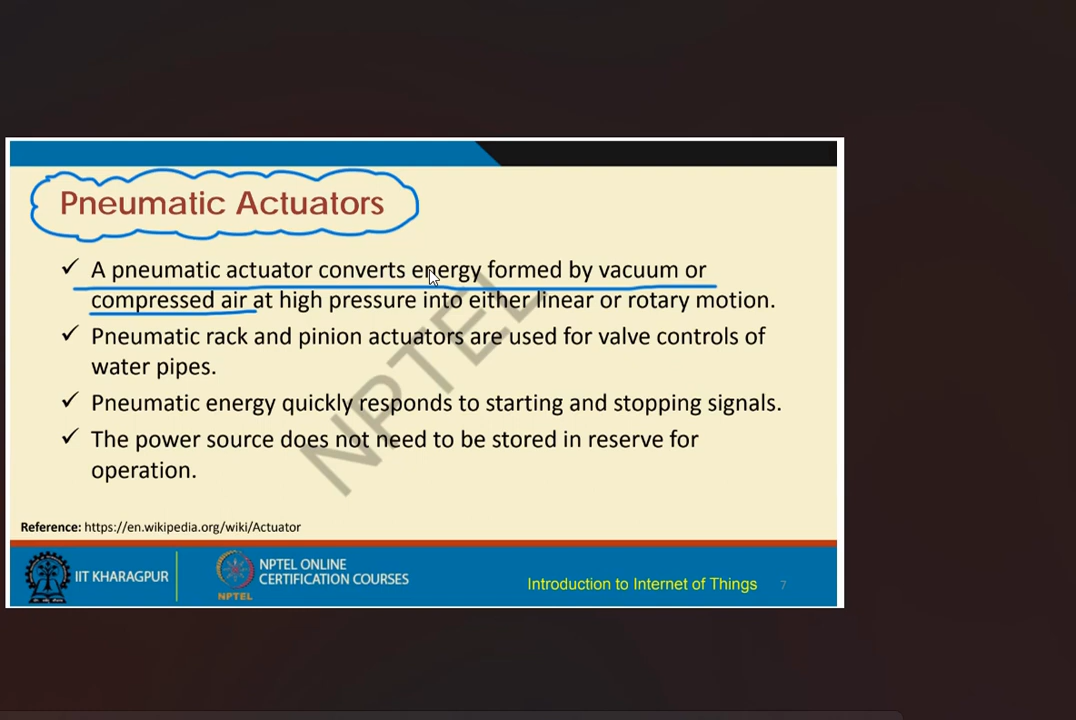 Pneumatic Actuators
✓ A pneumatic actuator converts energy formed by vacuum or
compressed air at high pressure into either linear or rotary motion.
✓ Pneumatic rack and pinion actuators are used for valve controls of
water pipes.
✓ Pneumatic energy quickly responds to starting and stopping signals.
✓ The power source does not need to be stored in reserve for
operation.
NPTEL
Reference: https://en.wikipedia.org/wiki/Actuator
IIT KHARAGPUR
NPTEL
NPTEL ONLINE
CERTIFICATION COURSES
Introduction to Internet of Things
7